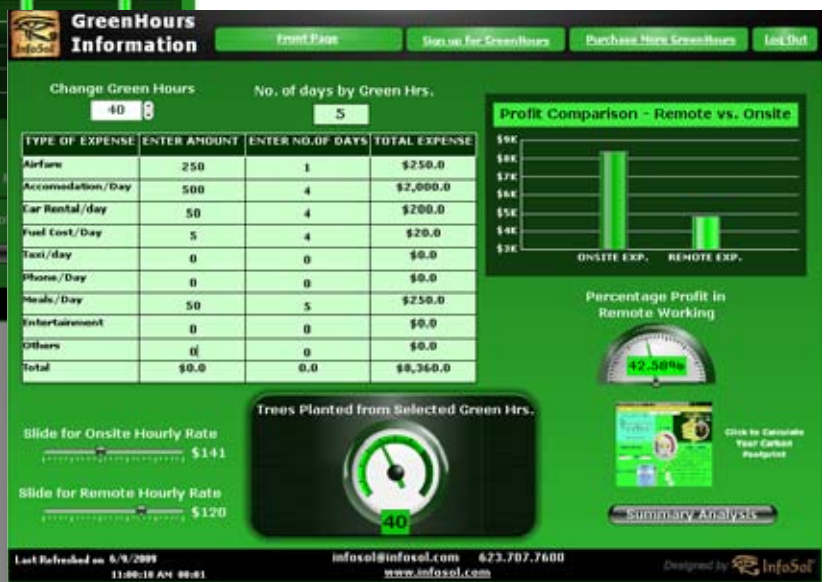 GreenHours
Information
InfoSol
Front Page
Sign up for GreenHours
Purchase More GreenHours
Log Out
Change Green Hours
40
No. of days by Green Hrs.
5
TYPE OF EXPENSE ENTER AMOUNT ENTER NO.OF DAYS TOTAL EXPENSE
Airfare 250 1 $250.0
Accomodation/Day 500 4 $2,000.0
Car Rental/day 50 4 $200.0
Fuel Cost/Day 5 4 $20.0
Taxi/day 0 0 $0.0
Phone/Day 0 0 $0.0
Meals/Day 50 5 $250.0
Entertainment 0 0 $0.0
Others 0 0 $0.0
Total $0.0 0.0 $8,360.0
Profit Comparison - Remote vs. Onsite
$9K
$8K
$7K
$6K
$5K
$4K
$3K
ONSITE EXP. REMOTE EXP.
Percentage Profit in
Remote Working
42.58%
Click to Calculate
Your Carbon
Footprint
Summary Analysis
Slide for Onsite Hourly Rate
$141
Slide for Remote Hourly Rate
$120
Trees Planted from Selected Green Hrs.
40
Last Refreshed on 6/9/2009
11:00:10 AM 00:01
infosol@infosol.com 623.707.7600
www.infosol.com
Designed by InfoSol